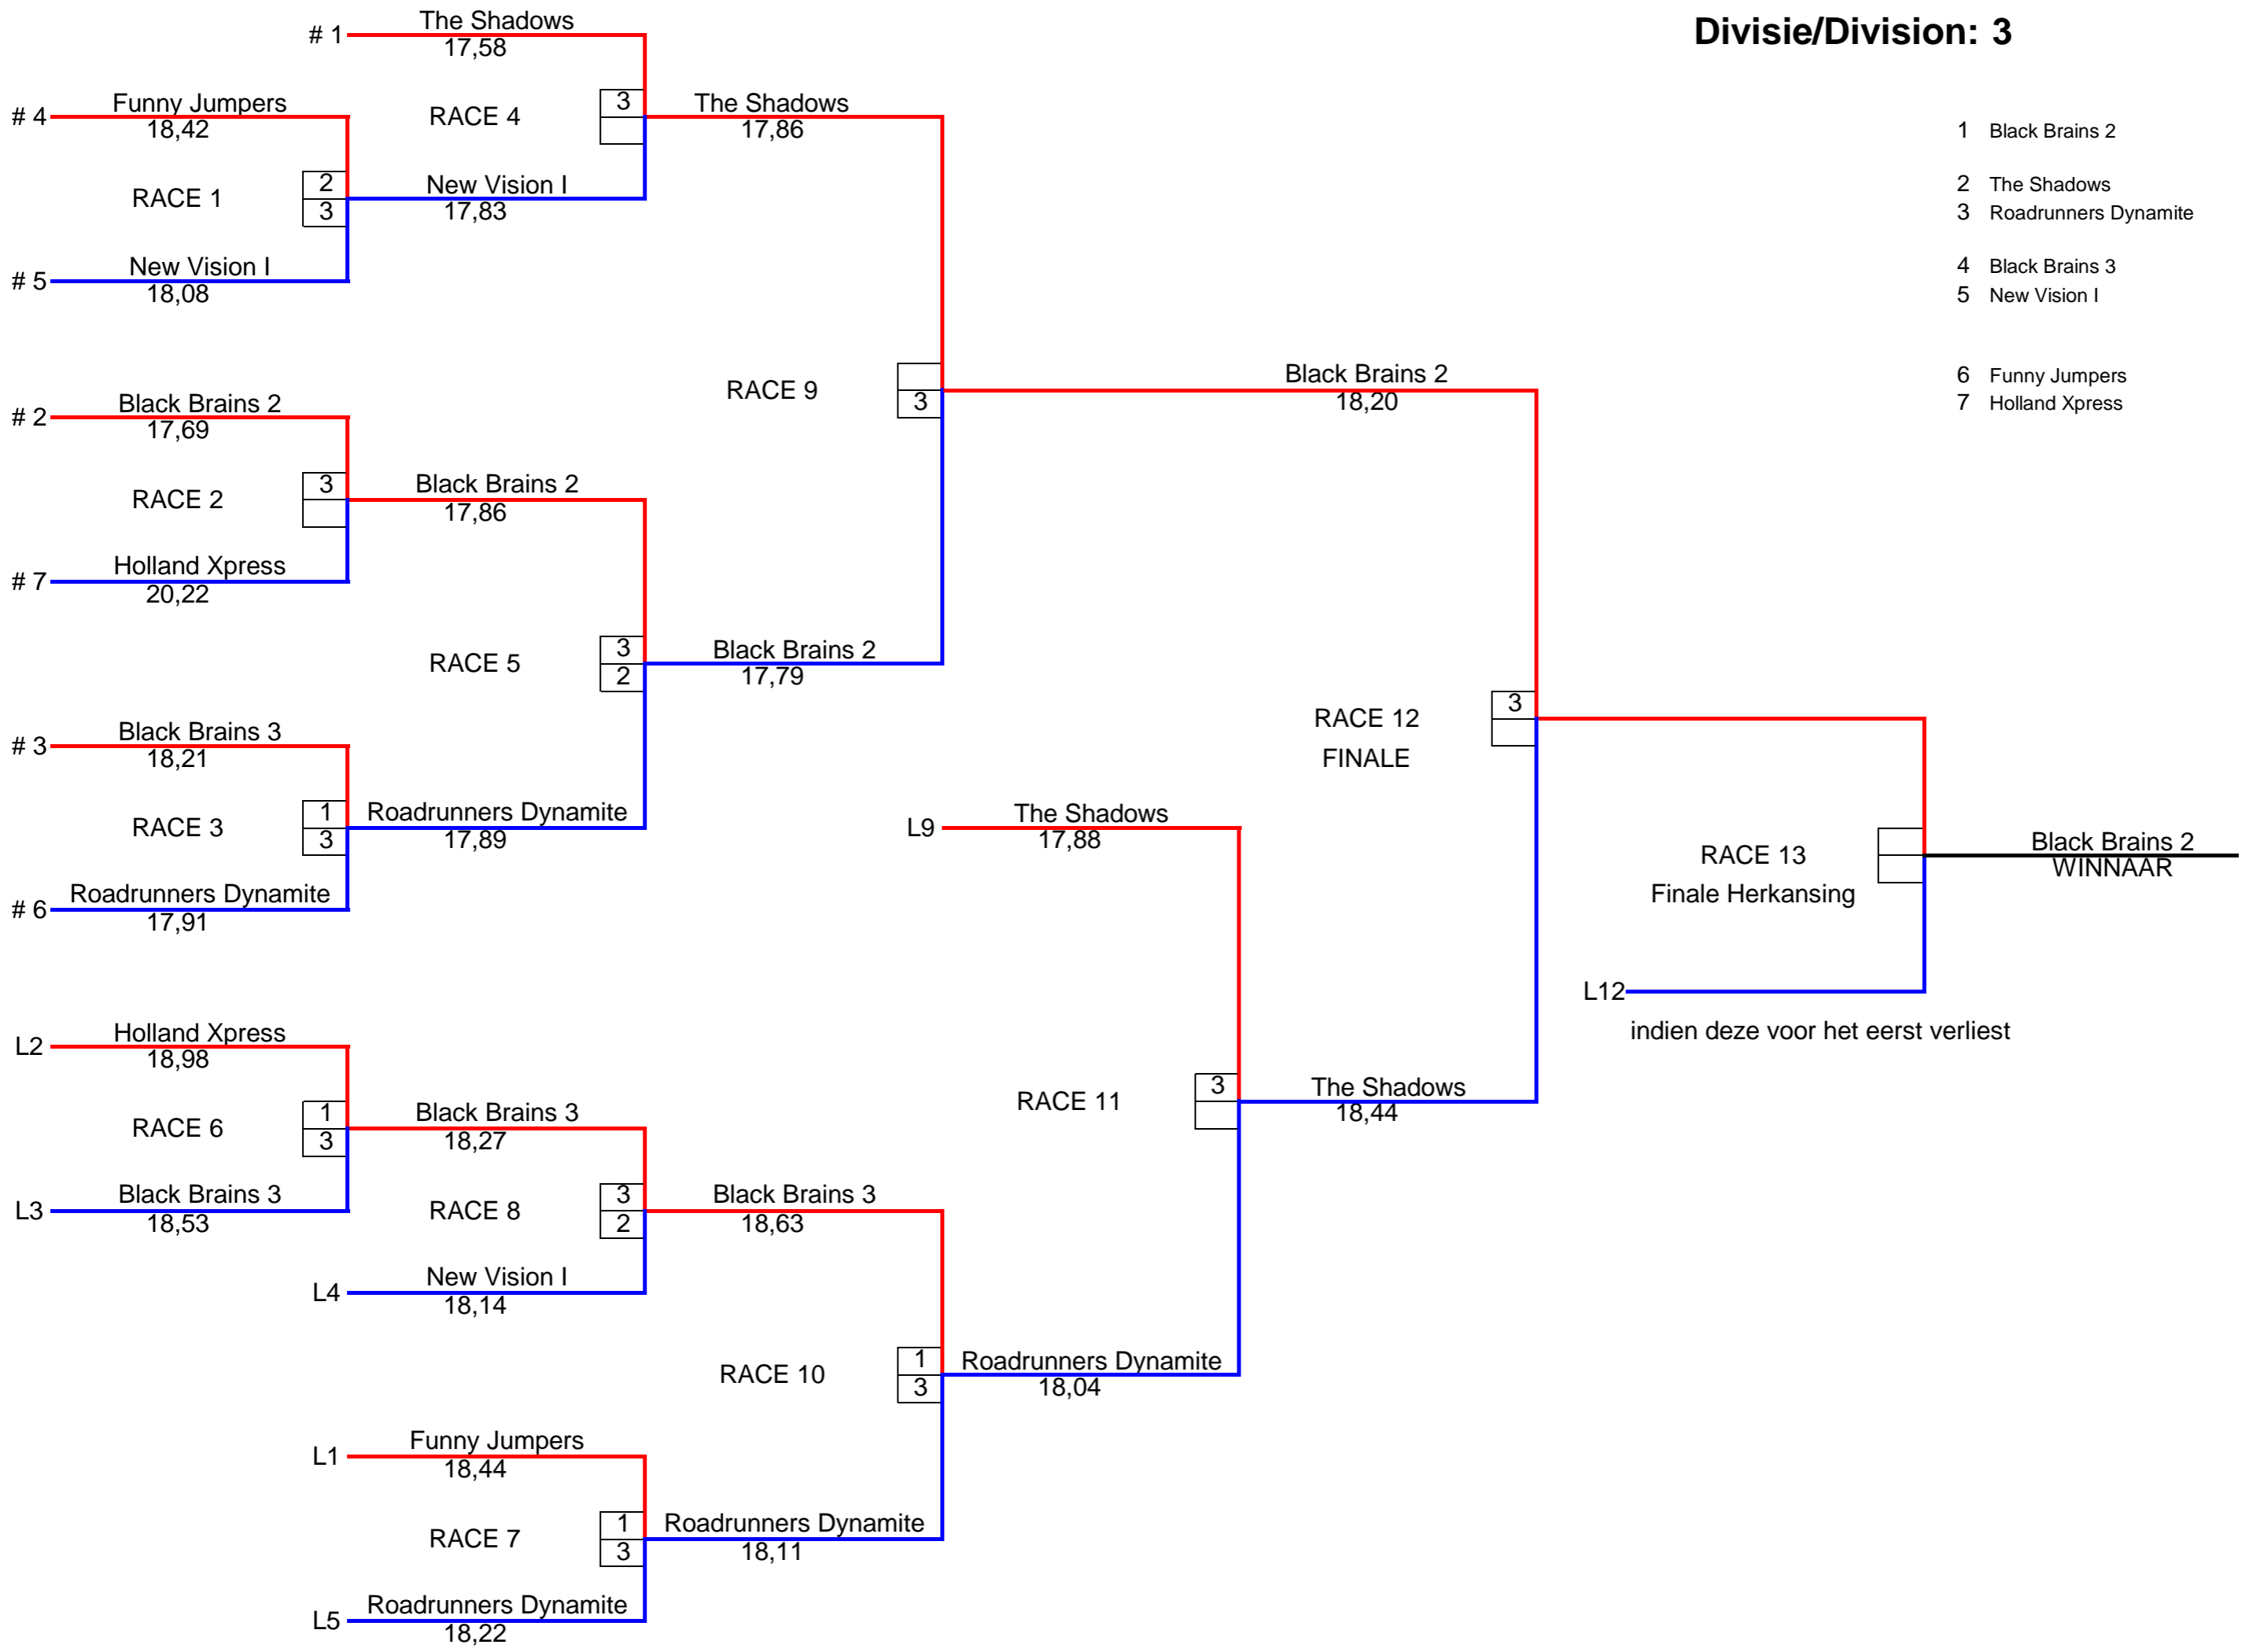 Divisie/Division: 3
# 1
The Shadows
17,58
# 4
Funny Jumpers
18,42
RACE 4
3
The Shadows
17,86
RACE 1
2
3
New Vision I
17,83
# 5
New Vision I
18,08
1 Black Brains 2
2 The Shadows
3 Roadrunners Dynamite
4 Black Brains 3
5 New Vision I
6 Funny Jumpers
7 Holland Xpress
RACE 9
3
Black Brains 2
18,20
# 2
Black Brains 2
17,69
RACE 2
3
Black Brains 2
17,86
# 7
Holland Xpress
20,22
RACE 5
3
2
Black Brains 2
17,79
# 3
Black Brains 3
18,21
RACE 3
1
3
Roadrunners Dynamite
17,89
# 6
Roadrunners Dynamite
17,91
RACE 12
FINALE
3
L9
The Shadows
17,88
RACE 13
Finale Herkansing
Black Brains 2
WINNAAR
L12
indien deze voor het eerst verliest
L2
Holland Xpress
18,98
RACE 6
1
3
Black Brains 3
18,27
L3
Black Brains 3
18,53
RACE 8
3
2
Black Brains 3
18,63
L4
New Vision I
18,14
RACE 11
3
The Shadows
18,44
RACE 10
1
3
Roadrunners Dynamite
18,04
L1
Funny Jumpers
18,44
RACE 7
1
3
Roadrunners Dynamite
18,11
L5
Roadrunners Dynamite
18,22